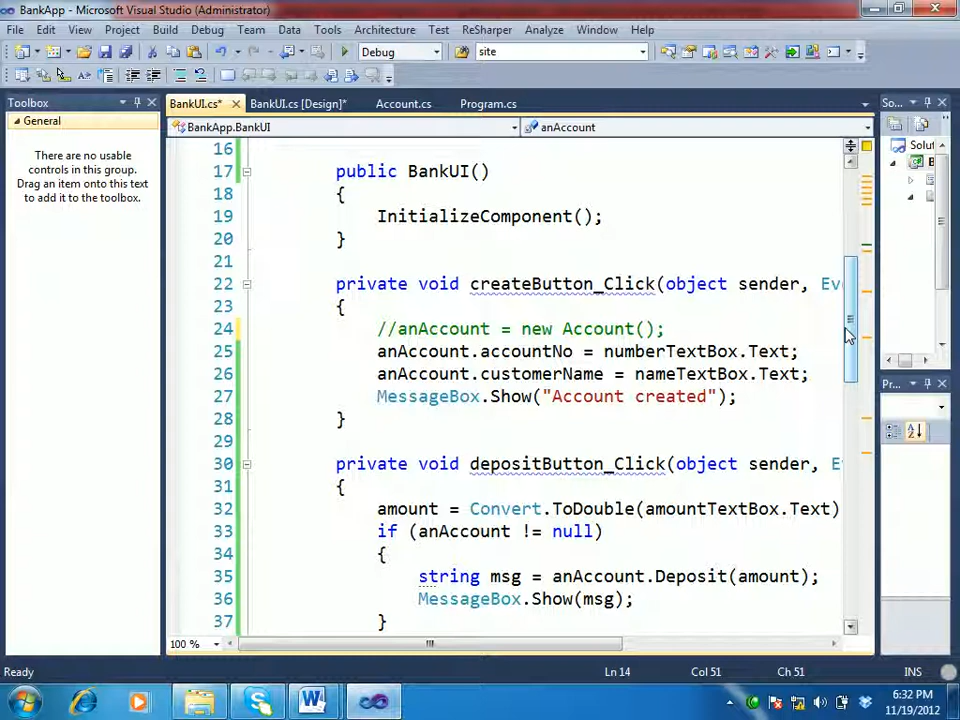 BankApp - Microsoft Visual Studio (Administrator)
File Edit View Project Build Debug Team Data Tools Architecture Test ReSharper Analyze Window Help
Debug site
Toolbox
BankUI.cs* BankUI.cs [Design]* Account.cs Program.cs So...
General
BankApp.BankUI anAccount
There are no usable
controls in this group.
Drag an item onto this text
to add it to the toolbox.
Solut
B
16
17 public BankUI()
18 {
19 InitializeComponent();
20 }
21
22 private void createButton_Click(object sender, Eve
23 {
24 //anAccount = new Account();
25 anAccount.accountNo = numberTextBox.Text;
26 anAccount.customerName = nameTextBox.Text;
27 MessageBox.Show("Account created");
28 }
29
30 private void depositButton_Click(object sender, E
31 {
32 amount = Convert.ToDouble(amountTextBox.Text)
33 if (anAccount != null)
34 {
35 string msg = anAccount.Deposit(amount);
36 MessageBox.Show(msg);
37 }
Pr...
100 %
Ready Ln 14 Col 51 Ch 51 INS
6:32 PM
11/19/2012